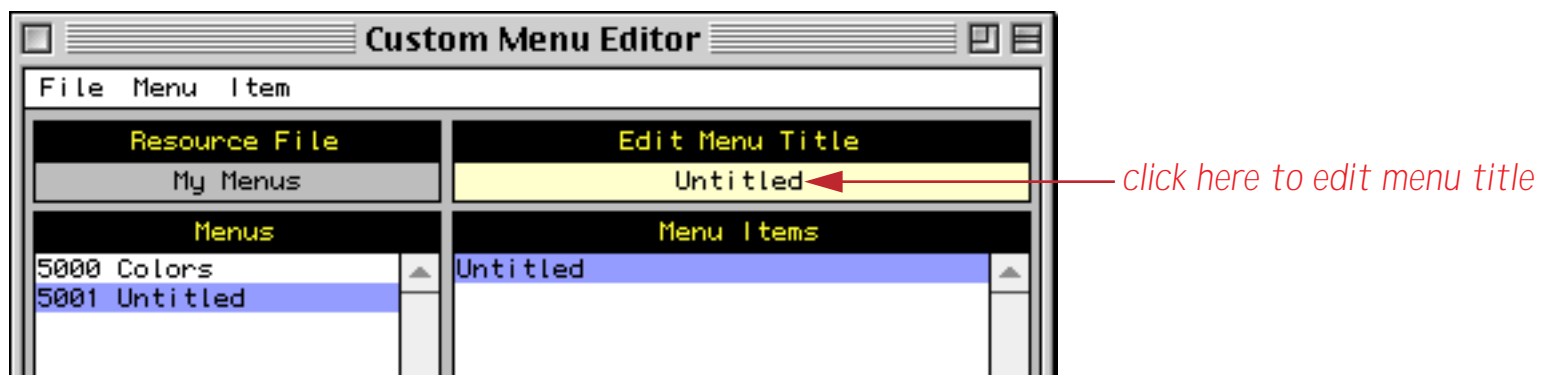 Custom Menu Editor
File Menu Item
Resource File
My Menus
Edit Menu Title
Untitled
click here to edit menu title
Menus
5000 Colors
5001 Untitled
Menu Items
Untitled